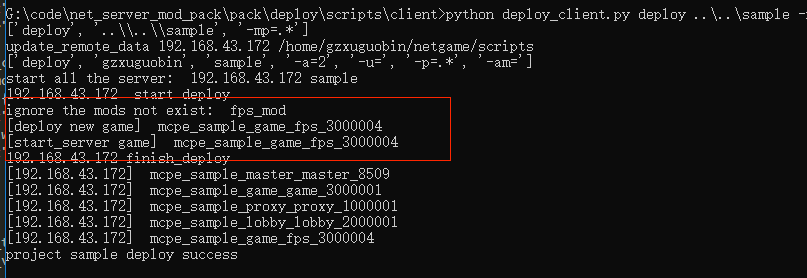 G:\code\net_server_mod_pack\pack\deploy\scripts\client>python deploy_client.py deploy ..\..\sample -
['deploy', '..\\..\\sample', '-mp=.*']
update_remote_data 192.168.43.172 /home/gzxuguobin/netgame/scripts
['deploy', 'gzxuguobin', 'sample', '-a=2', '-u=', '-p=.*', '-am=']
start all the server:  192.168.43.172 sample
192.168.43.172  start_deploy
ignore the mods not exist:  fps_mod
[deploy new game]  mcpe_sample_game_fps_3000004
[start_server game]  mcpe_sample_game_fps_3000004
192.168.43.172 finish_deploy
[192.168.43.172]  mcpe_sample_master_master_8509
[192.168.43.172]  mcpe_sample_game_game_3000001
[192.168.43.172]  mcpe_sample_proxy_proxy_1000001
[192.168.43.172]  mcpe_sample_lobby_lobby_2000001
[192.168.43.172]  mcpe_sample_game_fps_3000004
project sample deploy success